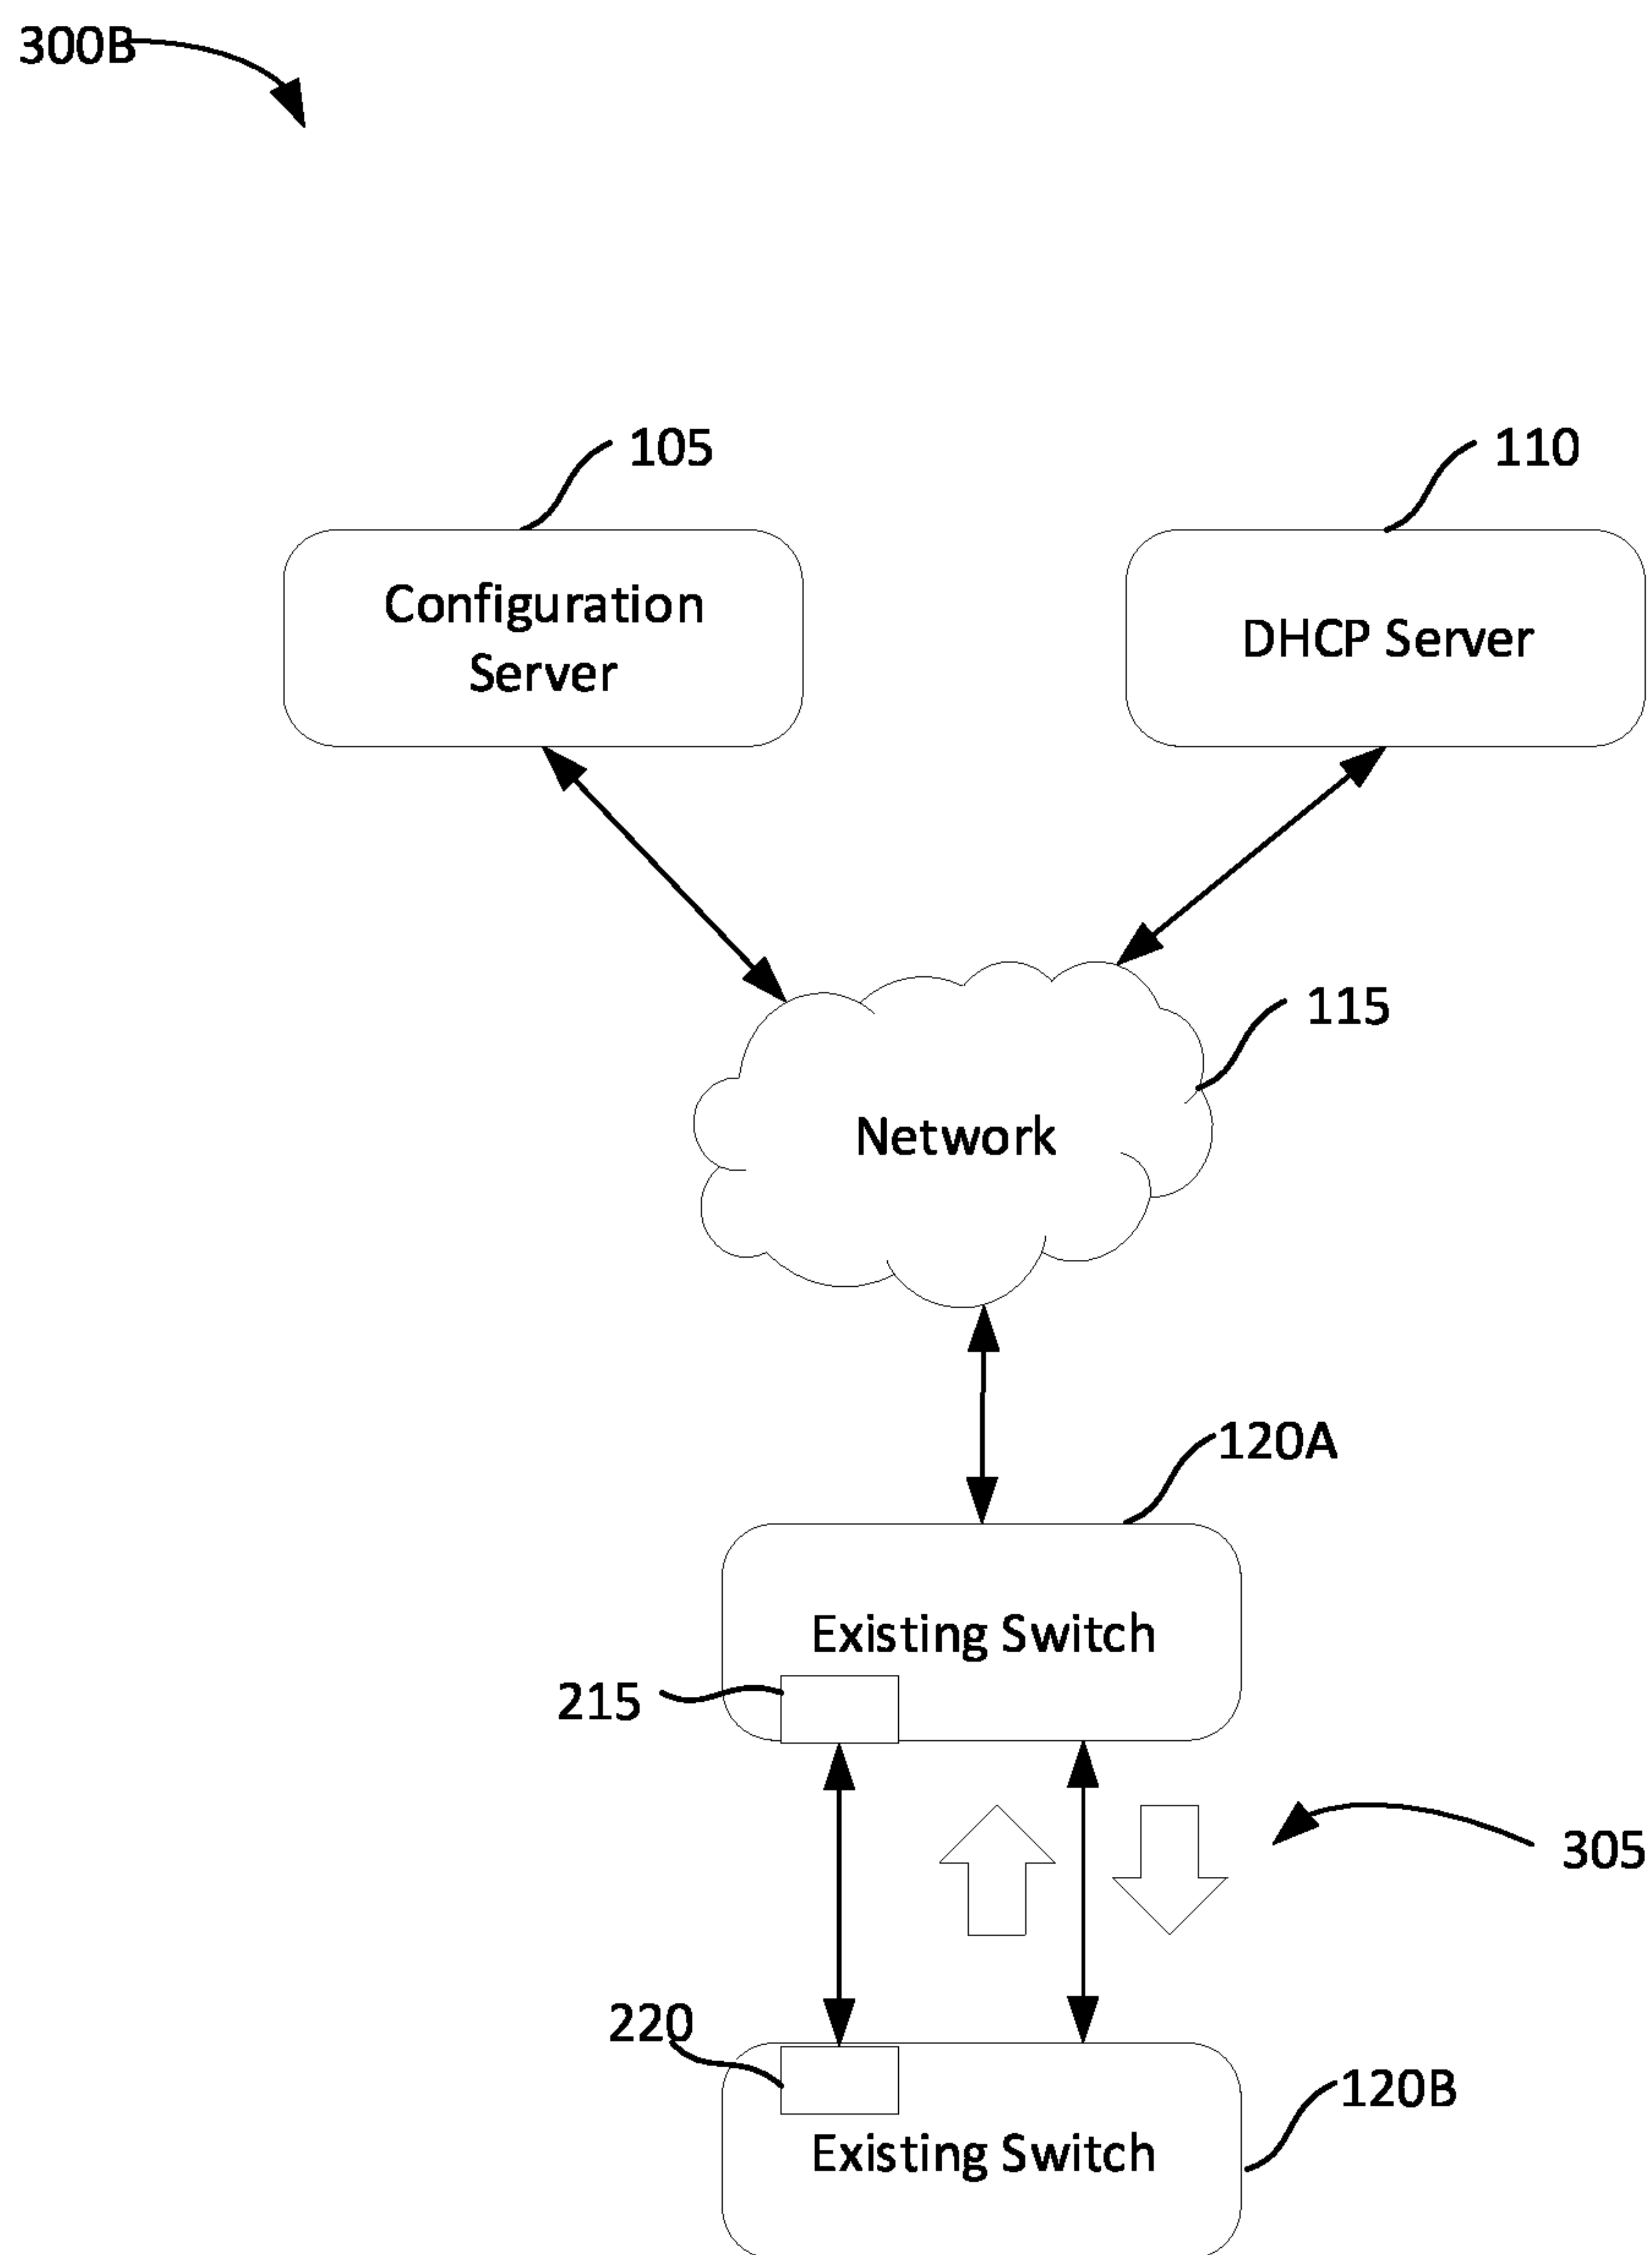 300B
105
110
Configuration
Server
DHCP Server
115
Network
120A
Existing Switch
215
305
220
120B
Existing Switch